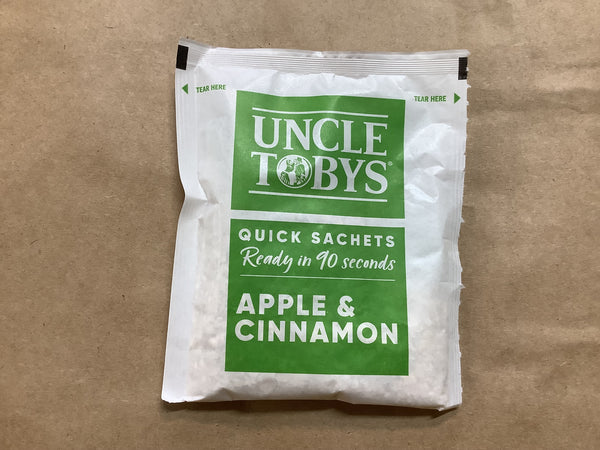 TEAR HERE
TEAR HERE
UNCLE
TOBYS®
QUICK SACHETS
Ready in 90 seconds
APPLE &
CINNAMON